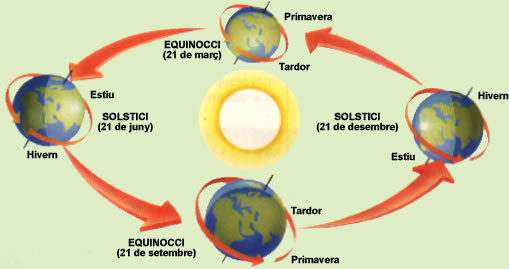 Primavera
EQUINOCCI
(21 de març)
Tardor
Estiu
SOLSTICI
(21 de juny)
Hivern
SOLSTICI
(21 de desembre)
Hivern
Estiu
Tardor
EQUINOCCI
(21 de setembre)
Primavera